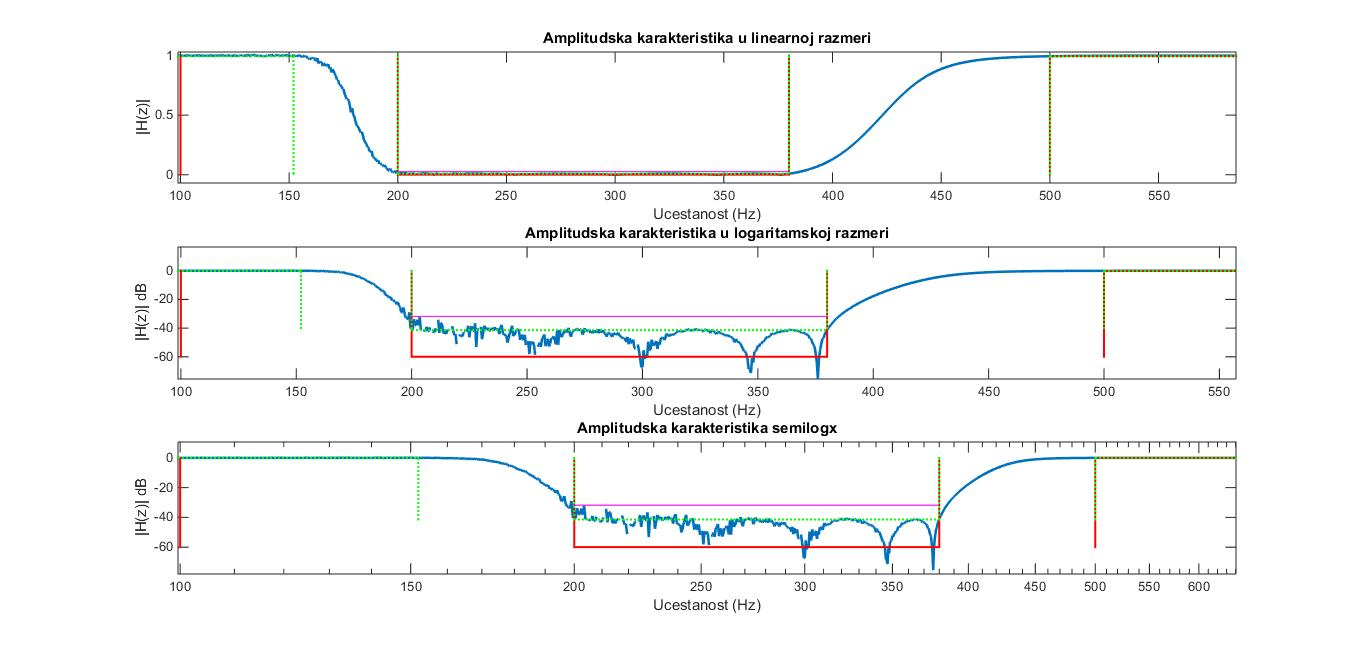 Amplitudska karakteristika u linearnoj razmeri
|H(z)|
1
0.5
0
100 150 200 250 300 350 400 450 500 550
Ucestanost (Hz)
Amplitudska karakteristika u logaritamskoj razmeri
|H(z)| dB
0
-20
-40
-60
100 150 200 250 300 350 400 450 500 550
Ucestanost (Hz)
Amplitudska karakteristika semilogx
|H(z)| dB
0
-20
-40
-60
100 150 200 250 300 350 400 450 500 550 600
Ucestanost (Hz)